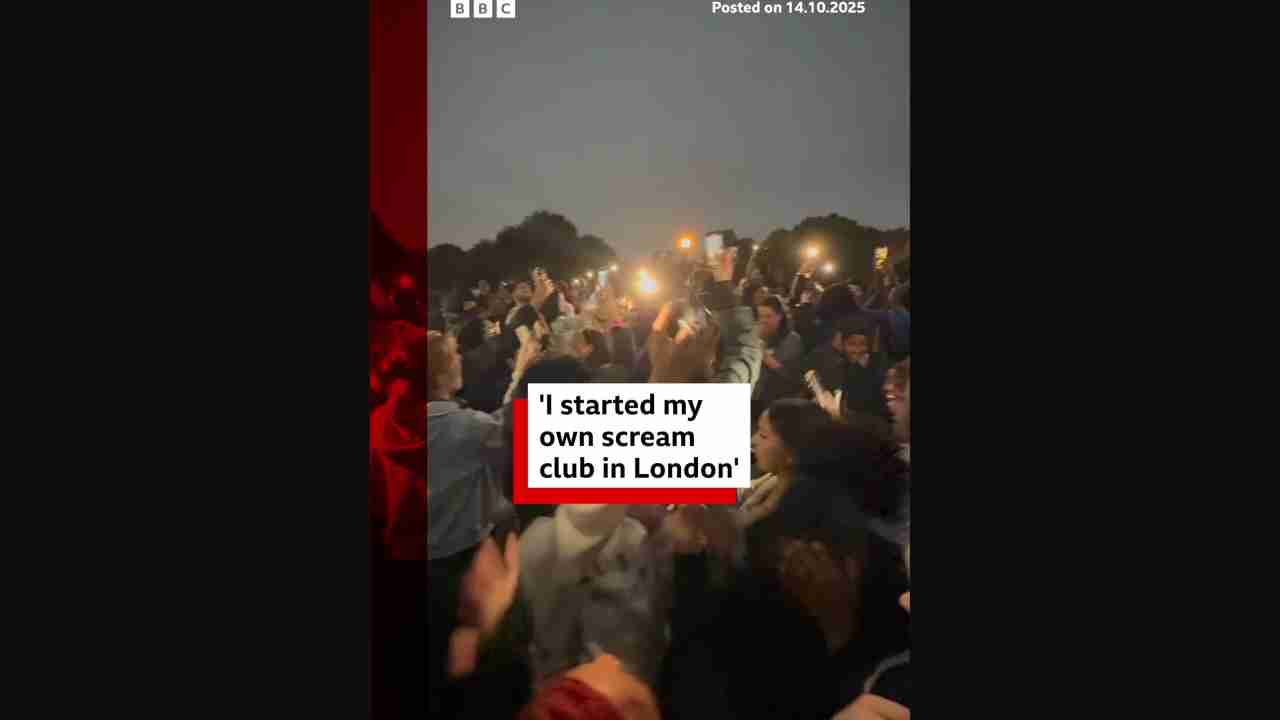 BBC
Posted on 14.10.2025
'I started my
own scream
club in London'